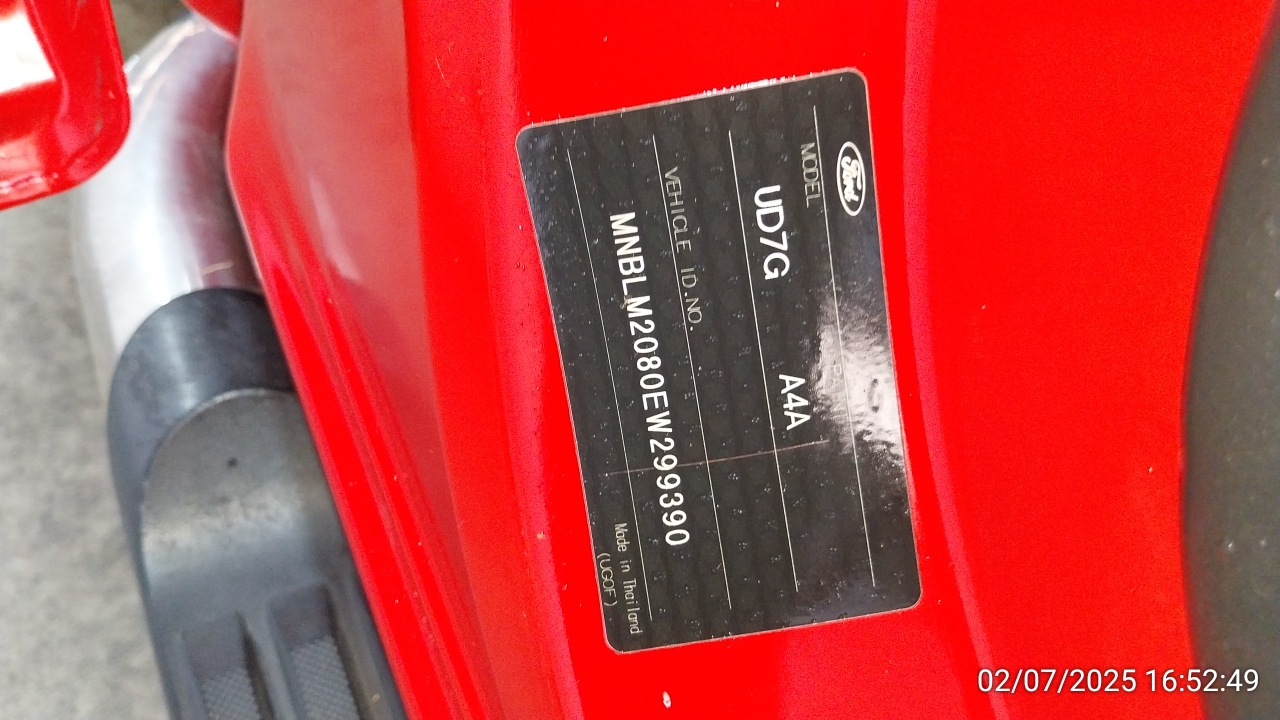 Ford
MODEL
UD7G A4A
VEHICLE ID.NO.
MNBLM2080EW299390
Made in Thailand
(UGOF)
02/07/2025 16:52:49